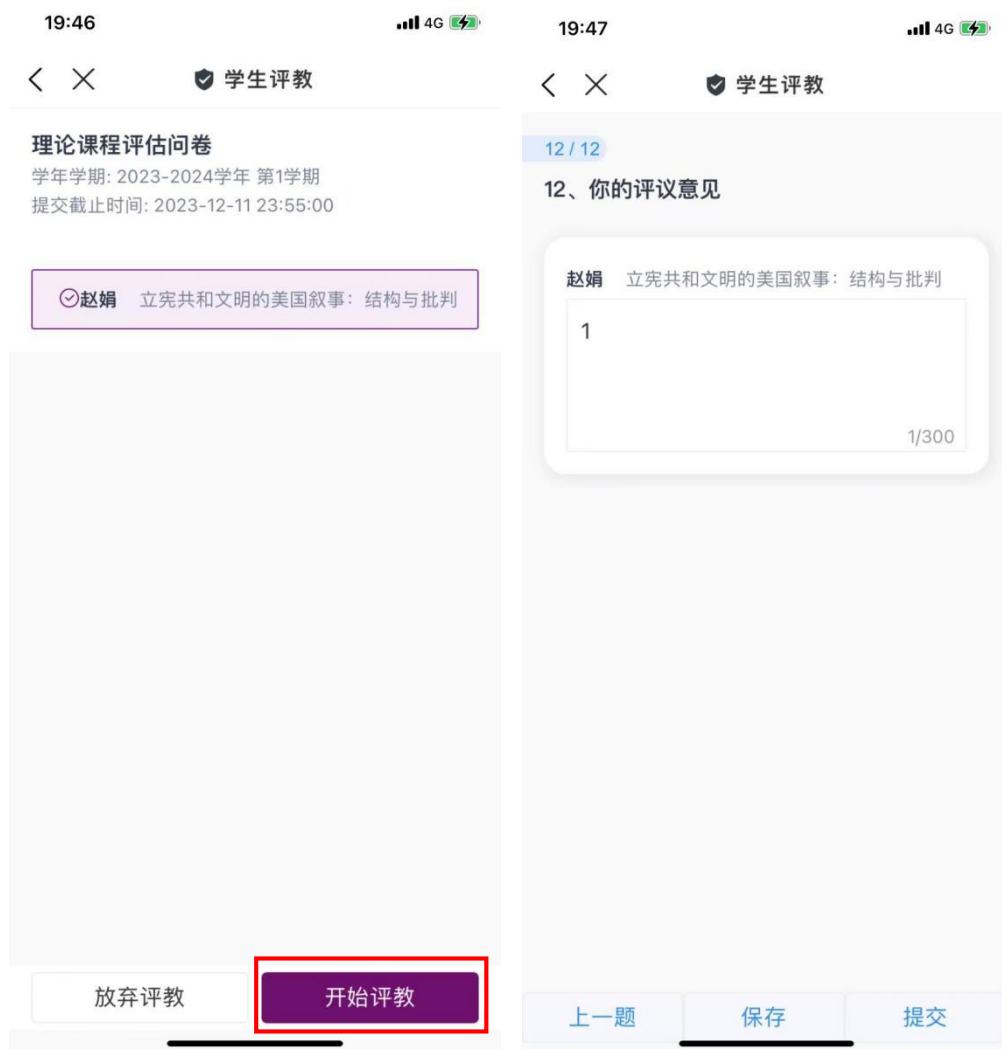 19:46
4G
学生评教
理论课程评估问卷
学年学期: 2023-2024学年 第1学期
提交截止时间: 2023-12-11 23:55:00
赵娟 立宪共和文明的美国叙事：结构与批判
放弃评教
开始评教
19:47
4G
学生评教
12 / 12
12、你的评议意见
赵娟 立宪共和文明的美国叙事：结构与批判
1
1/300
上一题
保存
提交